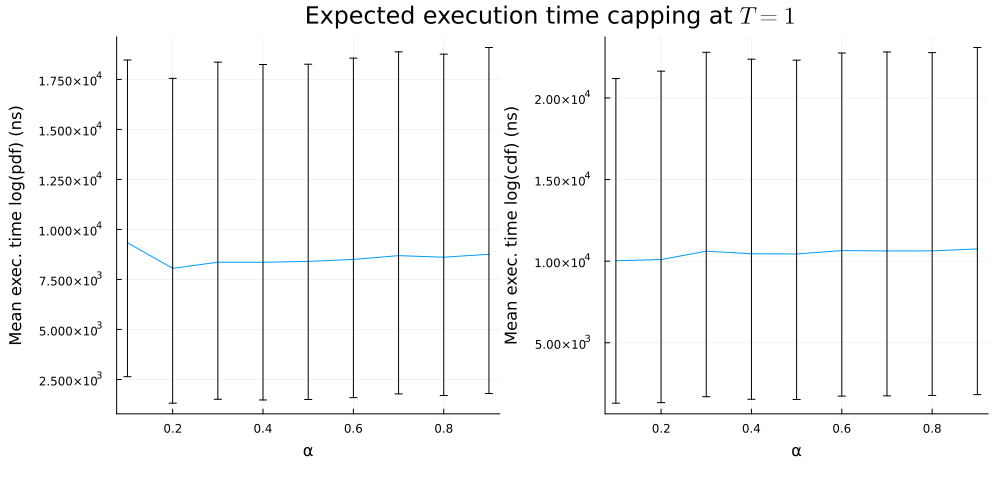 Expected execution time capping at T = 1
Mean exec. time log(pdf) (ns)
1.750×10⁴
1.500×10⁴
1.250×10⁴
1.000×10⁴
7.500×10³
5.000×10³
2.500×10³
0.2 0.4 0.6 0.8
α
Mean exec. time log(cdf) (ns)
2.00×10⁴
1.50×10⁴
1.00×10⁴
5.00×10³
0.2 0.4 0.6 0.8
α